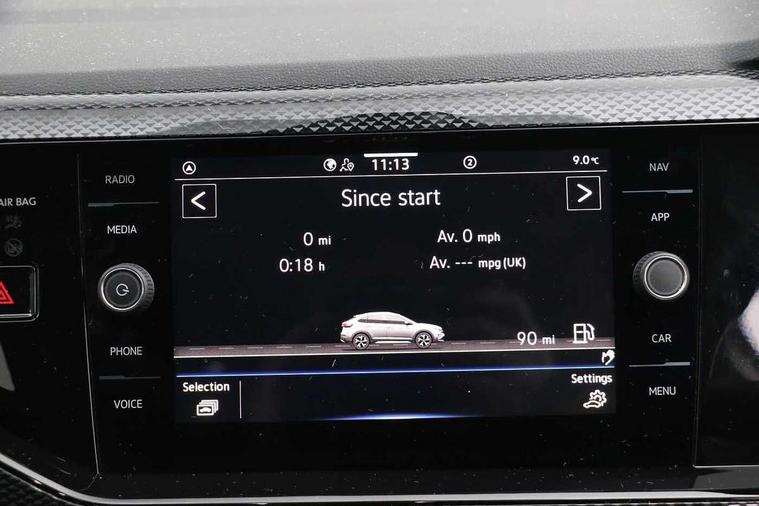 AIR BAG
RADIO
MEDIA
PHONE
VOICE
11:13
2
9.0°C
Since start
0 mi
Av. 0 mph
0:18 h
Av. --- mpg (UK)
90 mi
Selection
Settings
NAV
APP
CAR
MENU